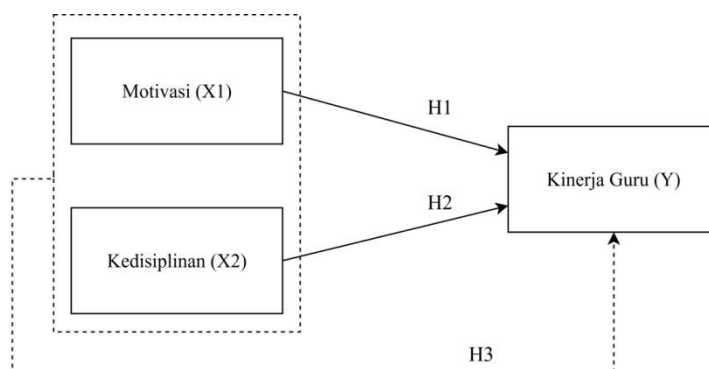 Motivasi (X1)
H1
Kinerja Guru (Y)
H2
Kedisiplinan (X2)
H3